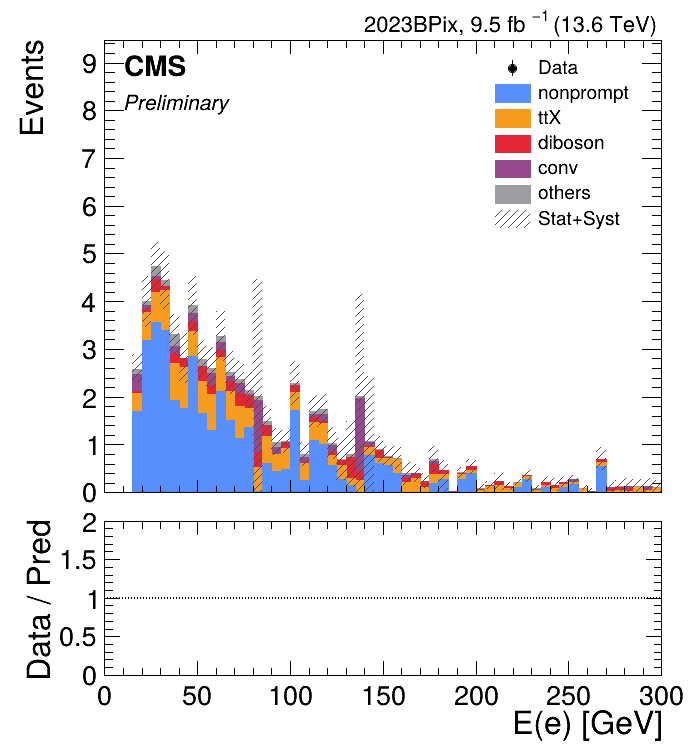 2023BPix, 9.5 fb⁻¹ (13.6 TeV)
CMS
Preliminary
Events
Data
nonprompt
ttX
diboson
conv
others
Stat+Syst
9
8
7
6
5
4
3
2
1
0
Data / Pred
2
1.5
1
0.5
0
0 50 100 150 200 250 300
E(e) [GeV]